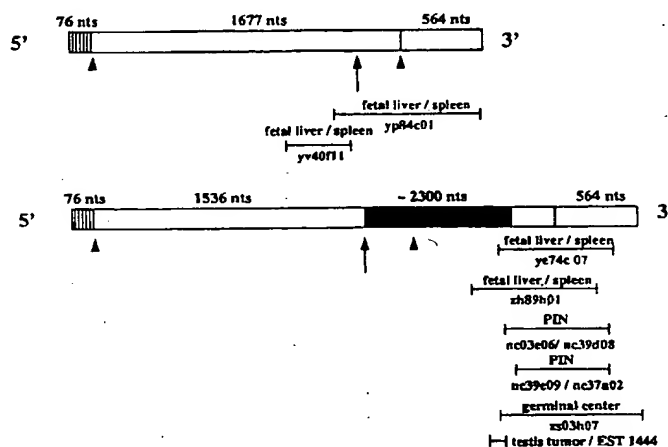 76 nts 1677 nts 564 nts
5' 3'
fetal liver / spleen
yp84c01
fetal liver / spleen
yv40f11
76 nts 1536 nts ~ 2300 nts 564 nts
5' 3
fetal liver / spleen
ye74c 07
fetal liver / spleen
zh89h01
PIN
nc03e06/ nc39d08
PIN
nc39e09 / nc37a02
germinal center
zs03h07
testis tumor / EST 1444